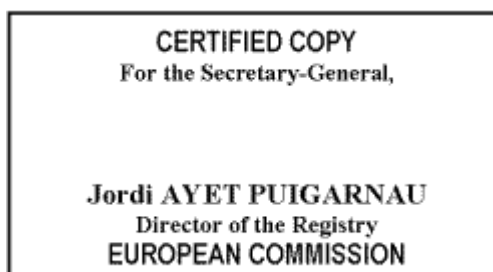 CERTIFIED COPY
For the Secretary-General,
Jordi AYET PUIGARNAU
Director of the Registry
EUROPEAN COMMISSION